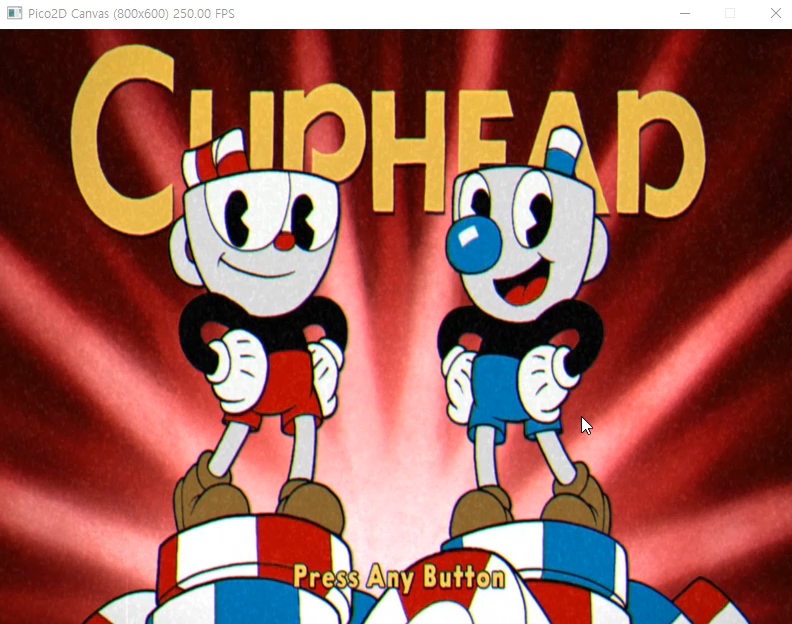 Pico2D Canvas (800x600) 250.00 FPS
CUPHEAD
Press Any Button